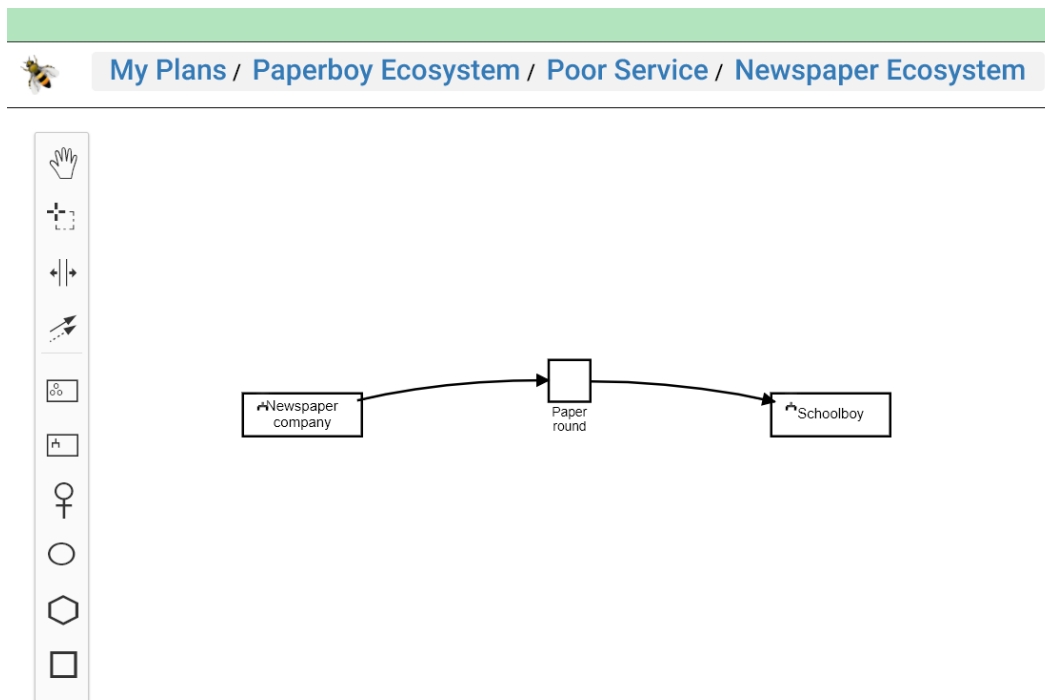 My Plans / Paperboy Ecosystem / Poor Service / Newspaper Ecosystem
Newspaper
company
Paper
round
Schoolboy